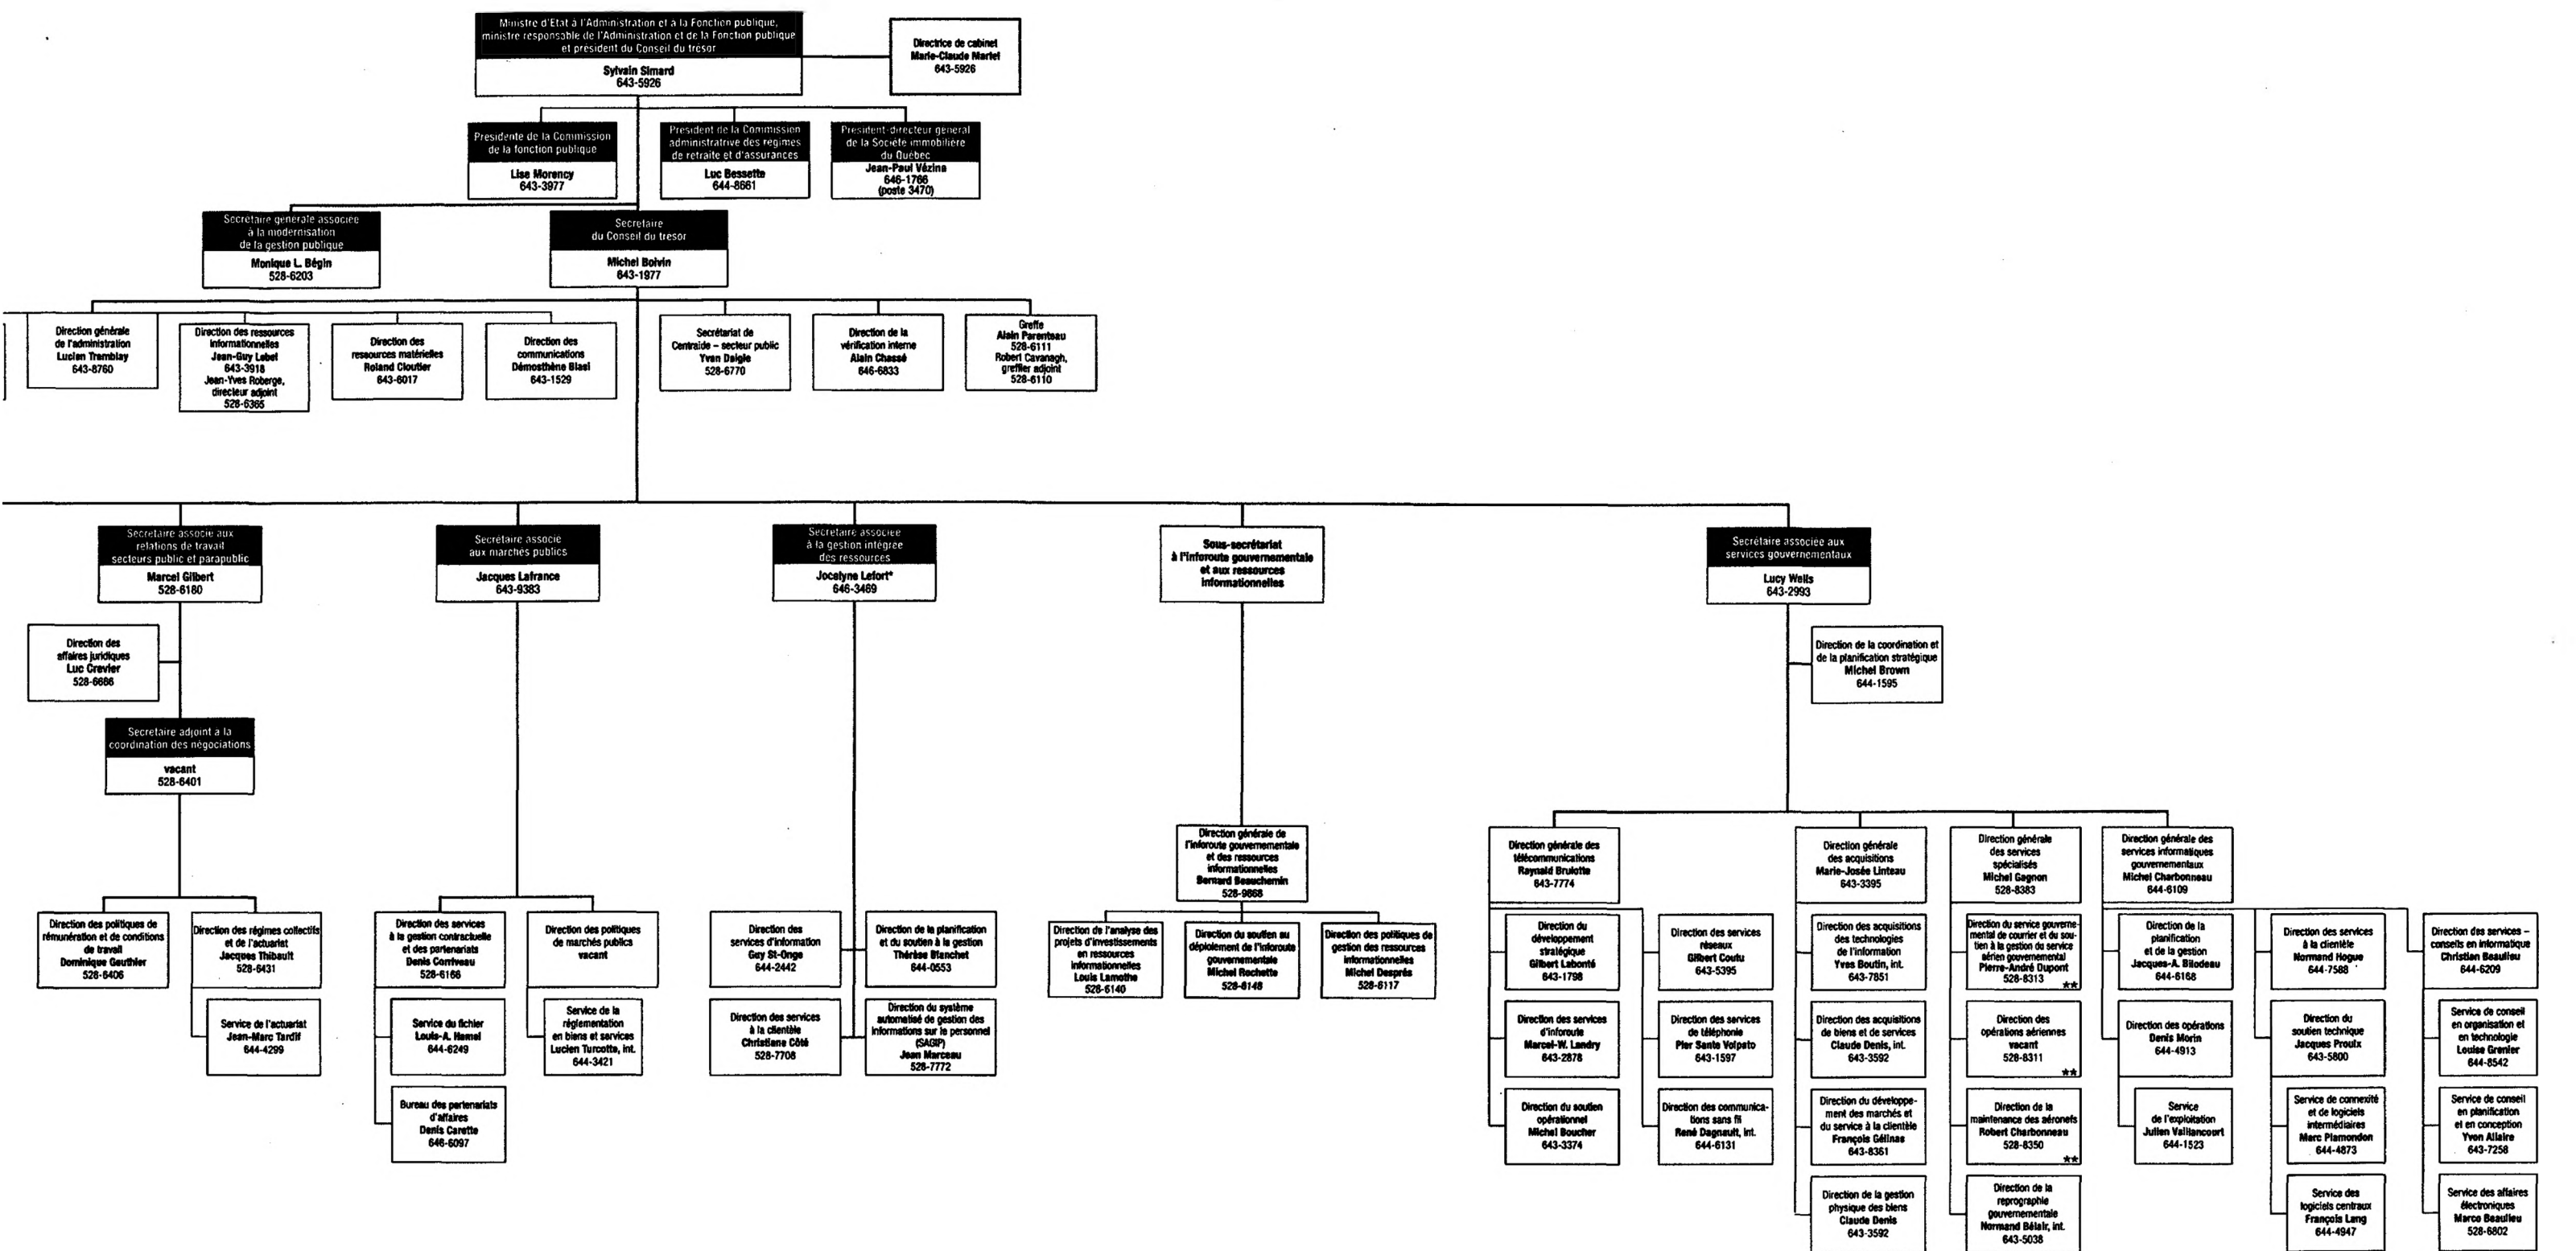 Ministre d'Etat à l'Administration et à la Fonction publique,
ministre responsable de l'Administration et de la Fonction publique
et président du Conseil du trésor
Sylvain Simard
643-5926
Directrice de cabinet
Marie-Claude Martel
643-5926
Presidente de la Commission
de la fonction publique
Lise Morency
643-3977
President de la Commission
administratrive des régimes
de retraite et d'assurances
Luc Bessette
644-8661
President-directeur général
de la Société immobilière
du Québec
Jean-Paul Vézina
646-1766
(poste 3470)
Secrétaire générale associée
à la modernisation
de la gestion publique
Monique L. Bégin
528-6203
Secretaire
du Conseil du tresor
Michel Boivin
643-1977
Direction générale
de l'administration
Lucien Tramblay
643-8760
Direction des ressources
informationnelles
Jean-Guy Lebel
643-3918
Jean-Yves Roberge,
directeur adjoint
528-6365
Direction des
ressources matérielles
Roland Cloutier
643-6017
Direction des
communications
Démosthène Blasi
643-1529
Secrétariat de
Centraide – secteur public
Yvan Daigle
528-6770
Direction de la
vérification interne
Alain Chassé
646-6833
Greffe
Alain Parenteau
528-6111
Robert Cavanagh,
greffier adjoint
528-6110
Secretaire associé aux
relations de travail
secteurs public et parapublic
Marcel Gilbert
528-6180
Secrétaire associé
aux marchés publics
Jacques Lafrance
643-9383
Secrétaire associée
à la gestion intégrée
des ressources
Jocelyne Lefort*
646-3469
Sous-secrétariat
à l'inforoute gouvernementale
et aux ressources
informationnelles
Secrétaire associée aux
services gouvernementaux
Lucy Wells
643-2993
Direction des
affaires juridiques
Luc Crevier
528-6666
Direction de la coordination et
de la planification stratégique
Michel Brown
644-1595
Secretaire adjoint à la
coordination des négociations
vacant
528-6401
Direction générale de
l'inforoute gouvernementale
et des ressources
informationnelles
Bernard Beauchemin
528-9868
Direction générale des
télécommunications
Raynald Brulotte
643-7774
Direction générale
des acquisitions
Marie-Josée Linteau
643-3395
Direction générale
des services
spécialisés
Michel Gagnon
528-8383
Direction générale des
services informatiques
gouvernementaux
Michel Charbonneau
644-6109
Direction des politiques de
rémunération et de conditions
de travail
Dominique Gauthier
528-6406
Direction des régimes collectifs
et de l'actuariat
Jacques Thibault
528-6431
Direction des services
à la gestion contractuelle
et des partenariats
Denis Corriveau
528-6166
Direction des politiques
de marchés publics
vacant
Direction des
services d'information
Guy St-Onge
644-2442
Direction de la planification
et du soutien à la gestion
Thérèse Blanchet
644-0553
Direction de l'analyse des
projets d'investissements
en ressources
informationnelles
Louis Lamothe
528-6140
Direction du soutien au
déploiement de l'inforoute
gouvernementale
Michel Rochette
528-6148
Direction des politiques de
gestion des ressources
informationnelles
Michel Després
528-6117
Direction du
développement
stratégique
Gilbert Labonté
643-1798
Direction des services
réseaux
Gilbert Coutu
643-5395
Direction des acquisitions
des technologies
de l'information
Yves Boutin, int.
643-7851
Direction du service gouverne-
mental de courrier et du sou-
tien à la gestion du service
aérien gouvernemental
Pierre-André Dupont
528-8313
**
Direction de la
planification
et de la gestion
Jacques-A. Bilodeau
644-6168
Direction des services
à la clientèle
Normand Hogue
644-7588
Direction des services –
conseils en informatique
Christian Beaulieu
644-6209
Service de l'actuariat
Jean-Marc Tardif
644-4299
Service du fichier
Louis-A. Hamel
644-6249
Service de la
réglementation
en biens et services
Lucien Turcotte, int.
644-3421
Direction des services
à la clientèle
Christiane Côté
528-7708
Direction du système
automatisé de gestion des
informations sur le personnel
(SAGIP)
Jean Marceau
528-7772
Direction des services
d'inforoute
Marcel-W. Landry
643-2878
Direction des services
de téléphonie
Pier Sante Volpato
643-1597
Direction des acquisitions
de biens et de services
Claude Denis, int.
643-3592
Direction des
opérations aériennes
vacant
528-8311
**
Direction des opérations
Denis Morin
644-4913
Direction du
soutien technique
Jacques Proulx
643-5800
Service de conseil
en organisation et
en technologie
Louise Grenier
644-8542
Bureau des partenariats
d'affaires
Denis Carette
646-6097
Direction du soutien
opérationnel
Michel Boucher
643-3374
Direction des communica-
tions sans fil
René Dagnault, int.
644-6131
Direction du développe-
ment des marchés et
du service à la clientèle
François Gélinas
643-8361
Direction de la
maintenance des aéronefs
Robert Charbonneau
528-8350
**
Service
de l'exploitation
Julien Vaillancourt
644-1523
Service de connexité
et de logiciels
intermédiaires
Marc Plamondon
644-4873
Service de conseil
en planification
et en conception
Yvon Allaire
643-7258
Direction de la gestion
physique des biens
Claude Denis
643-3592
Direction de la
reprographie
gouvernementale
Normand Bélair, int.
643-5038
Service des
logiciels centraux
François Lang
644-4947
Service des affaires
électroniques
Marco Beaulieu
528-6802